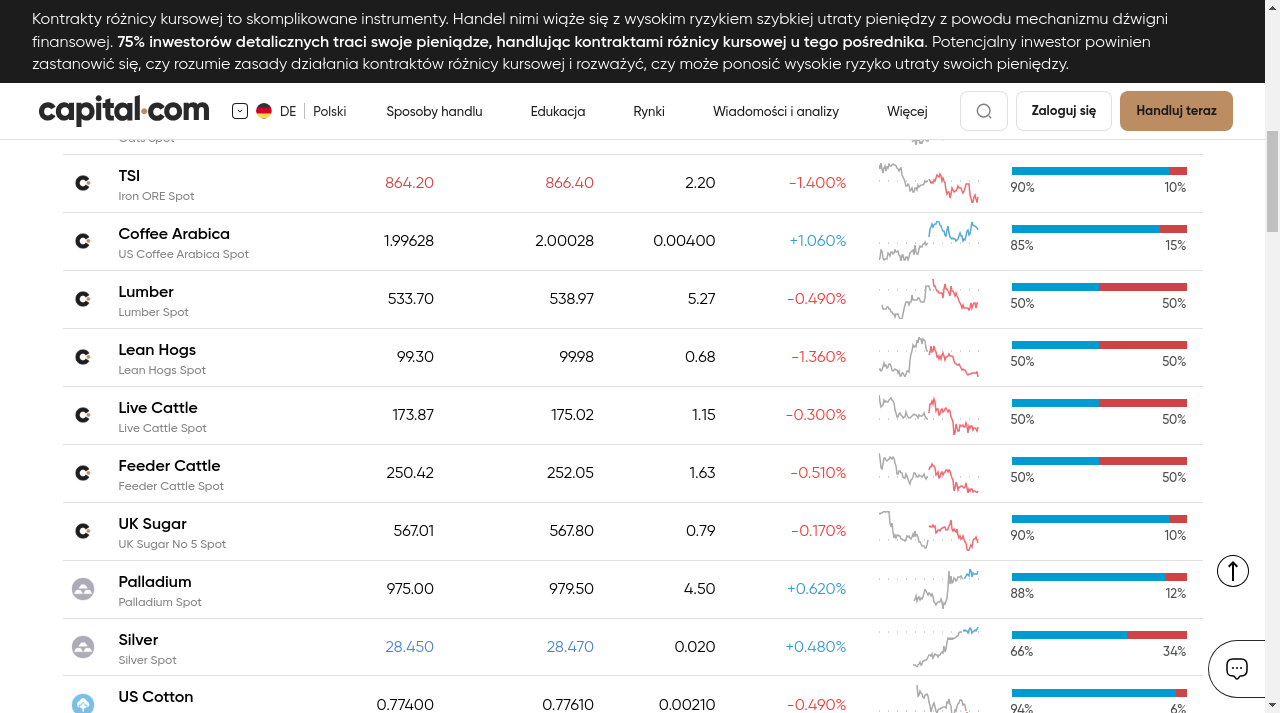 Kontrakty różnicy kursowej to skomplikowane instrumenty. Handel nimi wiąże się z wysokim ryzykiem szybkiej utraty pieniędzy z powodu mechanizmu dźwigni
finansowej. 75% inwestorów detalicznych traci swoje pieniądze, handlując kontraktami różnicy kursowej u tego pośrednika. Potencjalny inwestor powinien
zastanowić się, czy rozumie zasady działania kontraktów różnicy kursowej i rozważyć, czy może ponosić wysokie ryzyko utraty swoich pieniędzy.
capital.com DE Polski Sposoby handlu Edukacja Rynki Wiadomości i analizy Więcej Zaloguj się Handluj teraz
Oats Spot
TSI 864.20 866.40 2.20 -1.400%
Iron ORE Spot 90% 10%
Coffee Arabica 1.99628 2.00028 0.00400 +1.060%
US Coffee Arabica Spot 85% 15%
Lumber 533.70 538.97 5.27 -0.490%
Lumber Spot 50% 50%
Lean Hogs 99.30 99.98 0.68 -1.360%
Lean Hogs Spot 50% 50%
Live Cattle 173.87 175.02 1.15 -0.300%
Live Cattle Spot 50% 50%
Feeder Cattle 250.42 252.05 1.63 -0.510%
Feeder Cattle Spot 50% 50%
UK Sugar 567.01 567.80 0.79 -0.170%
UK Sugar No 5 Spot 90% 10%
Palladium 975.00 979.50 4.50 +0.620%
Palladium Spot 88% 12%
Silver 28.450 28.470 0.020 +0.480%
Silver Spot 66% 34%
US Cotton 0.77400 0.77610 0.00210 -0.490%
94% 6%